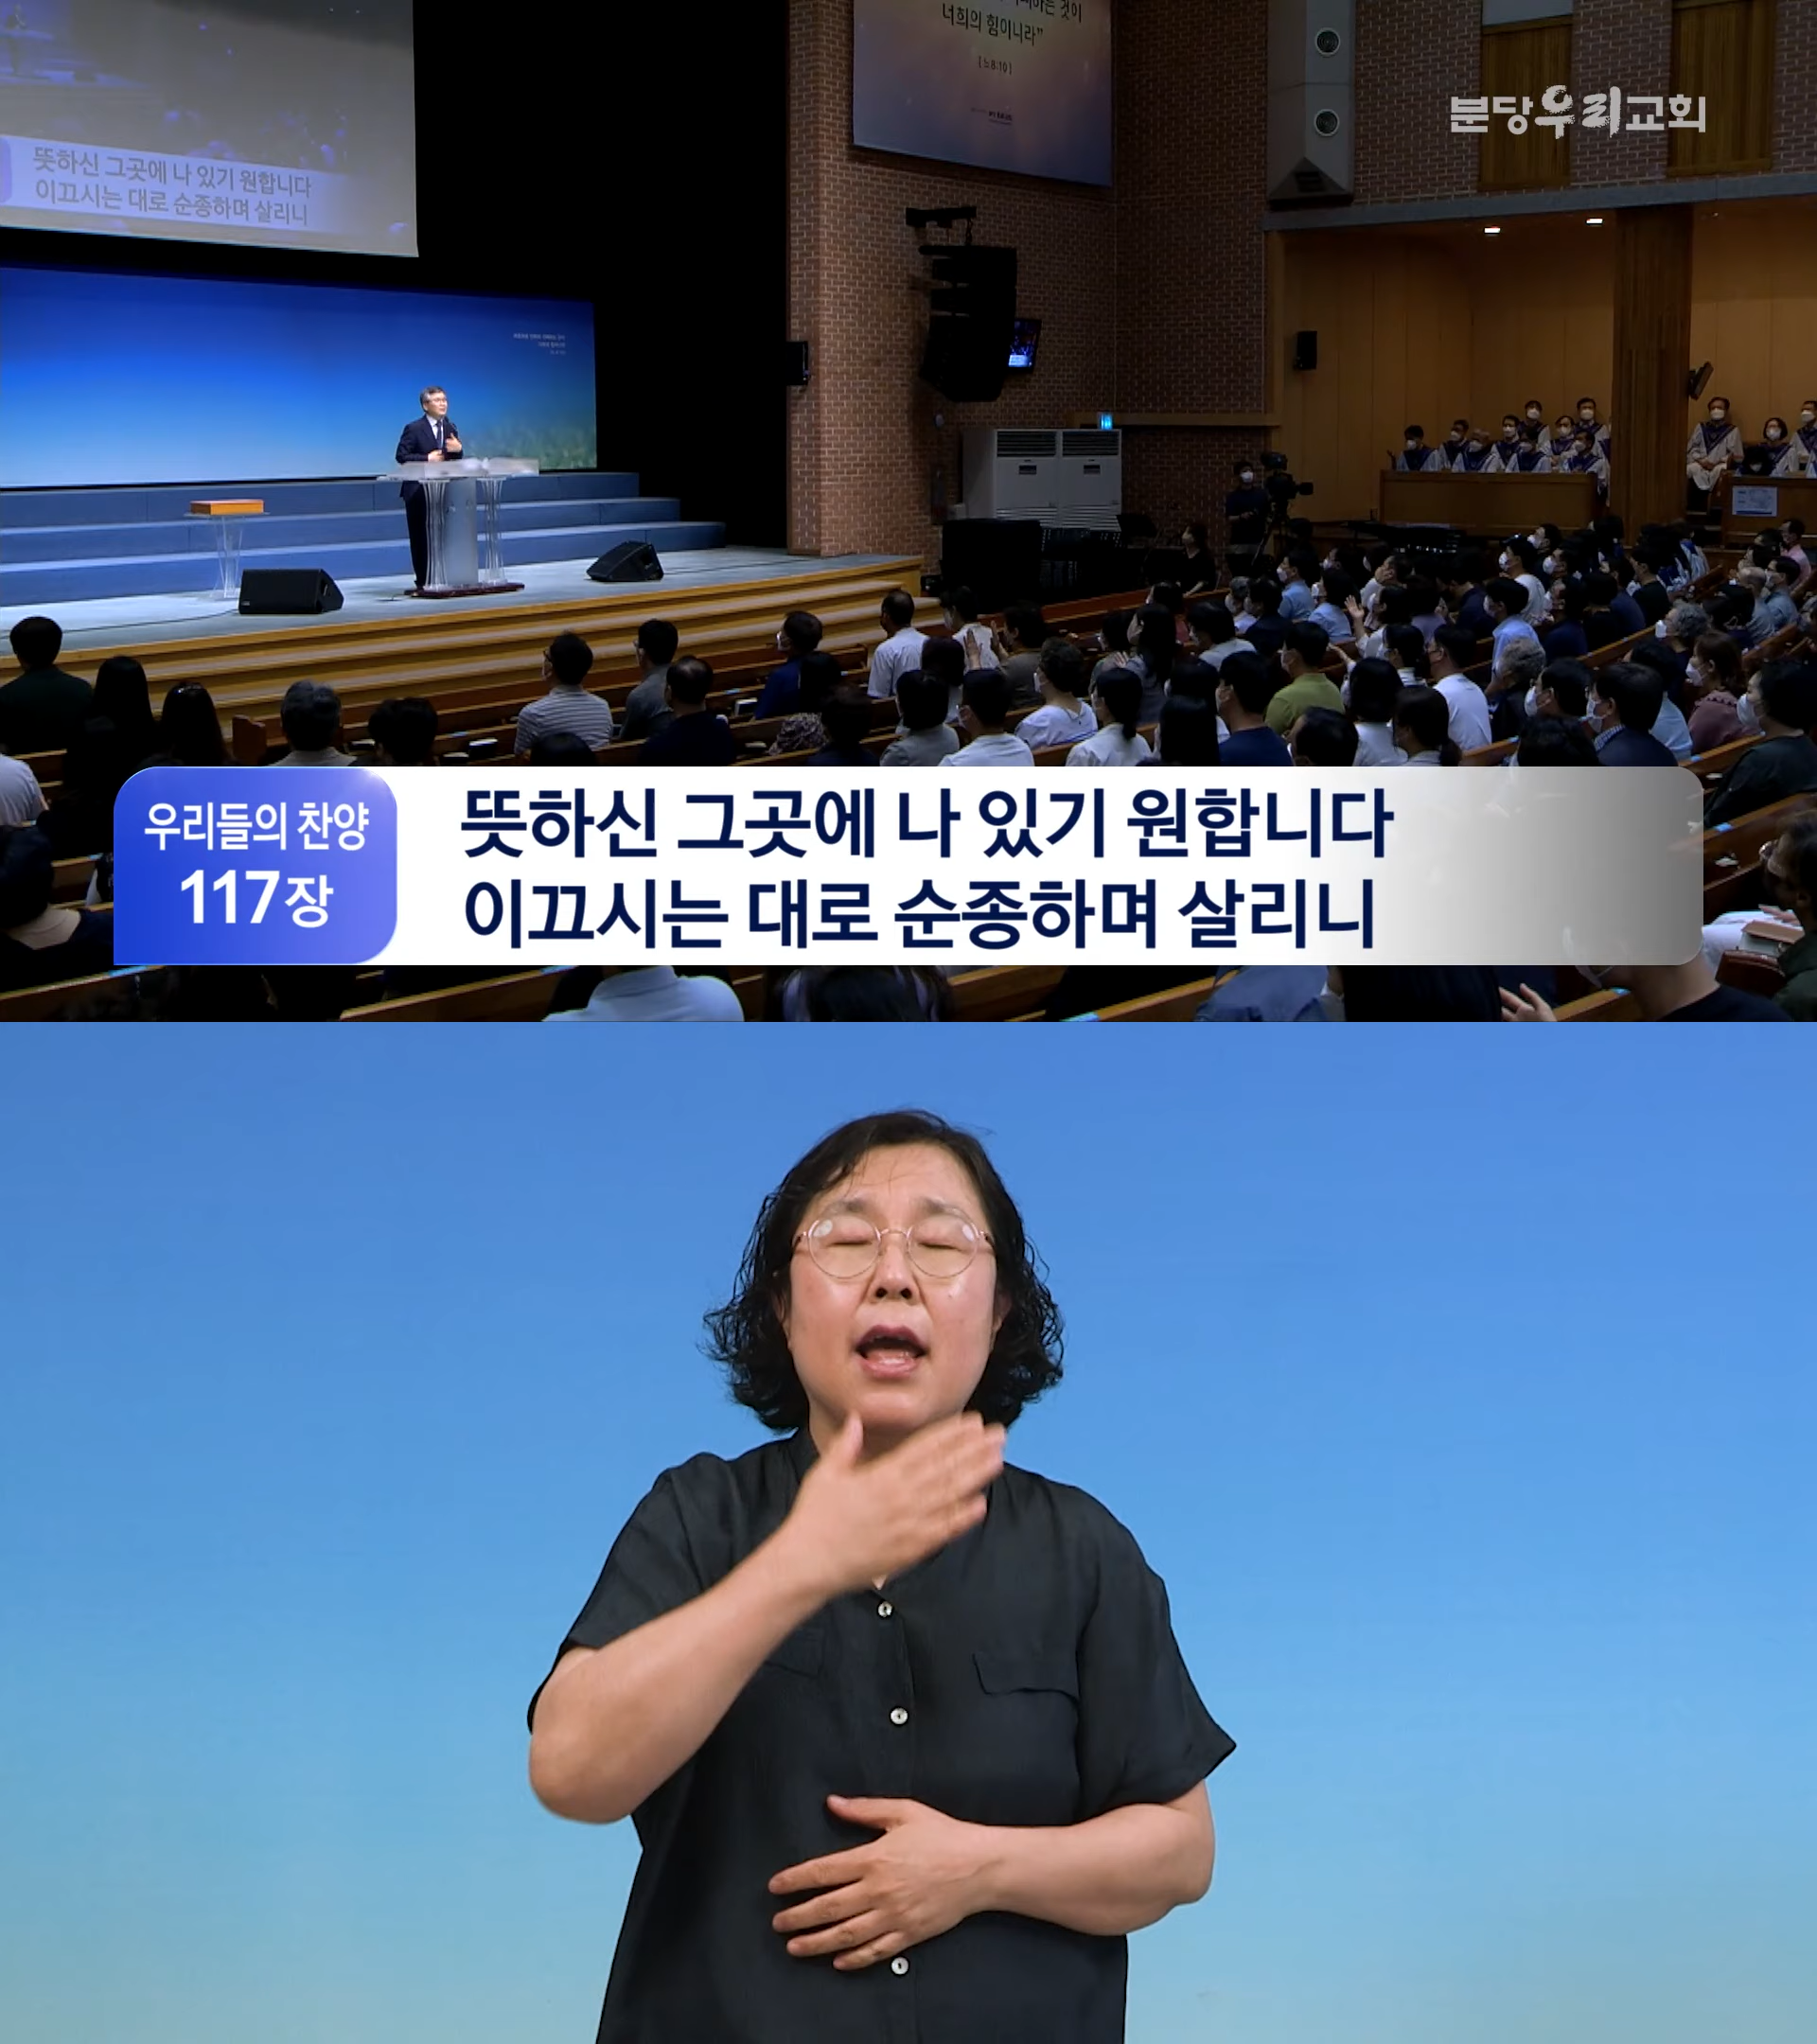 너희의 힘이니라”
[느8:10]
분당우리교회
뜻하신 그곳에 나 있기 원합니다
이끄시는 대로 순종하며 살리니
우리들의 찬양
117장
뜻하신 그곳에 나 있기 원합니다
이끄시는 대로 순종하며 살리니